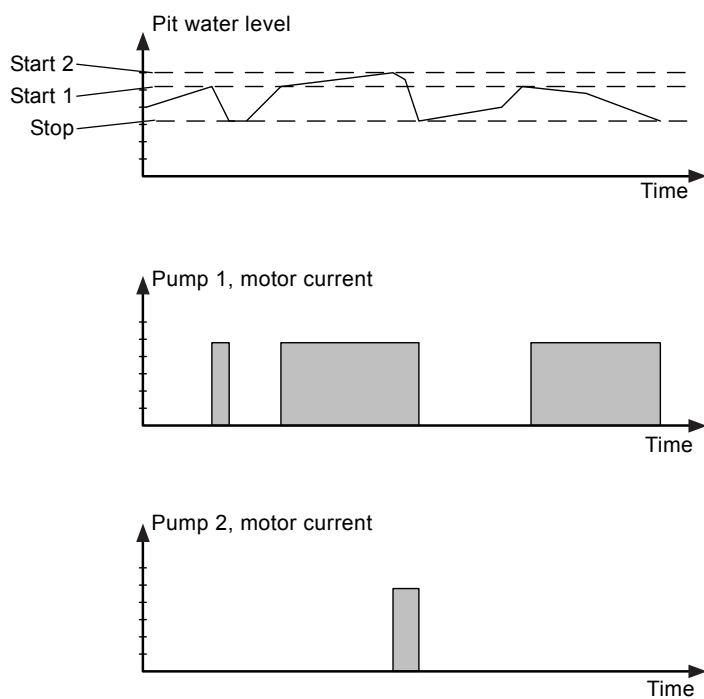 Pit water level
Start 2
Start 1
Stop
Time
Pump 1, motor current
Time
Pump 2, motor current
Time